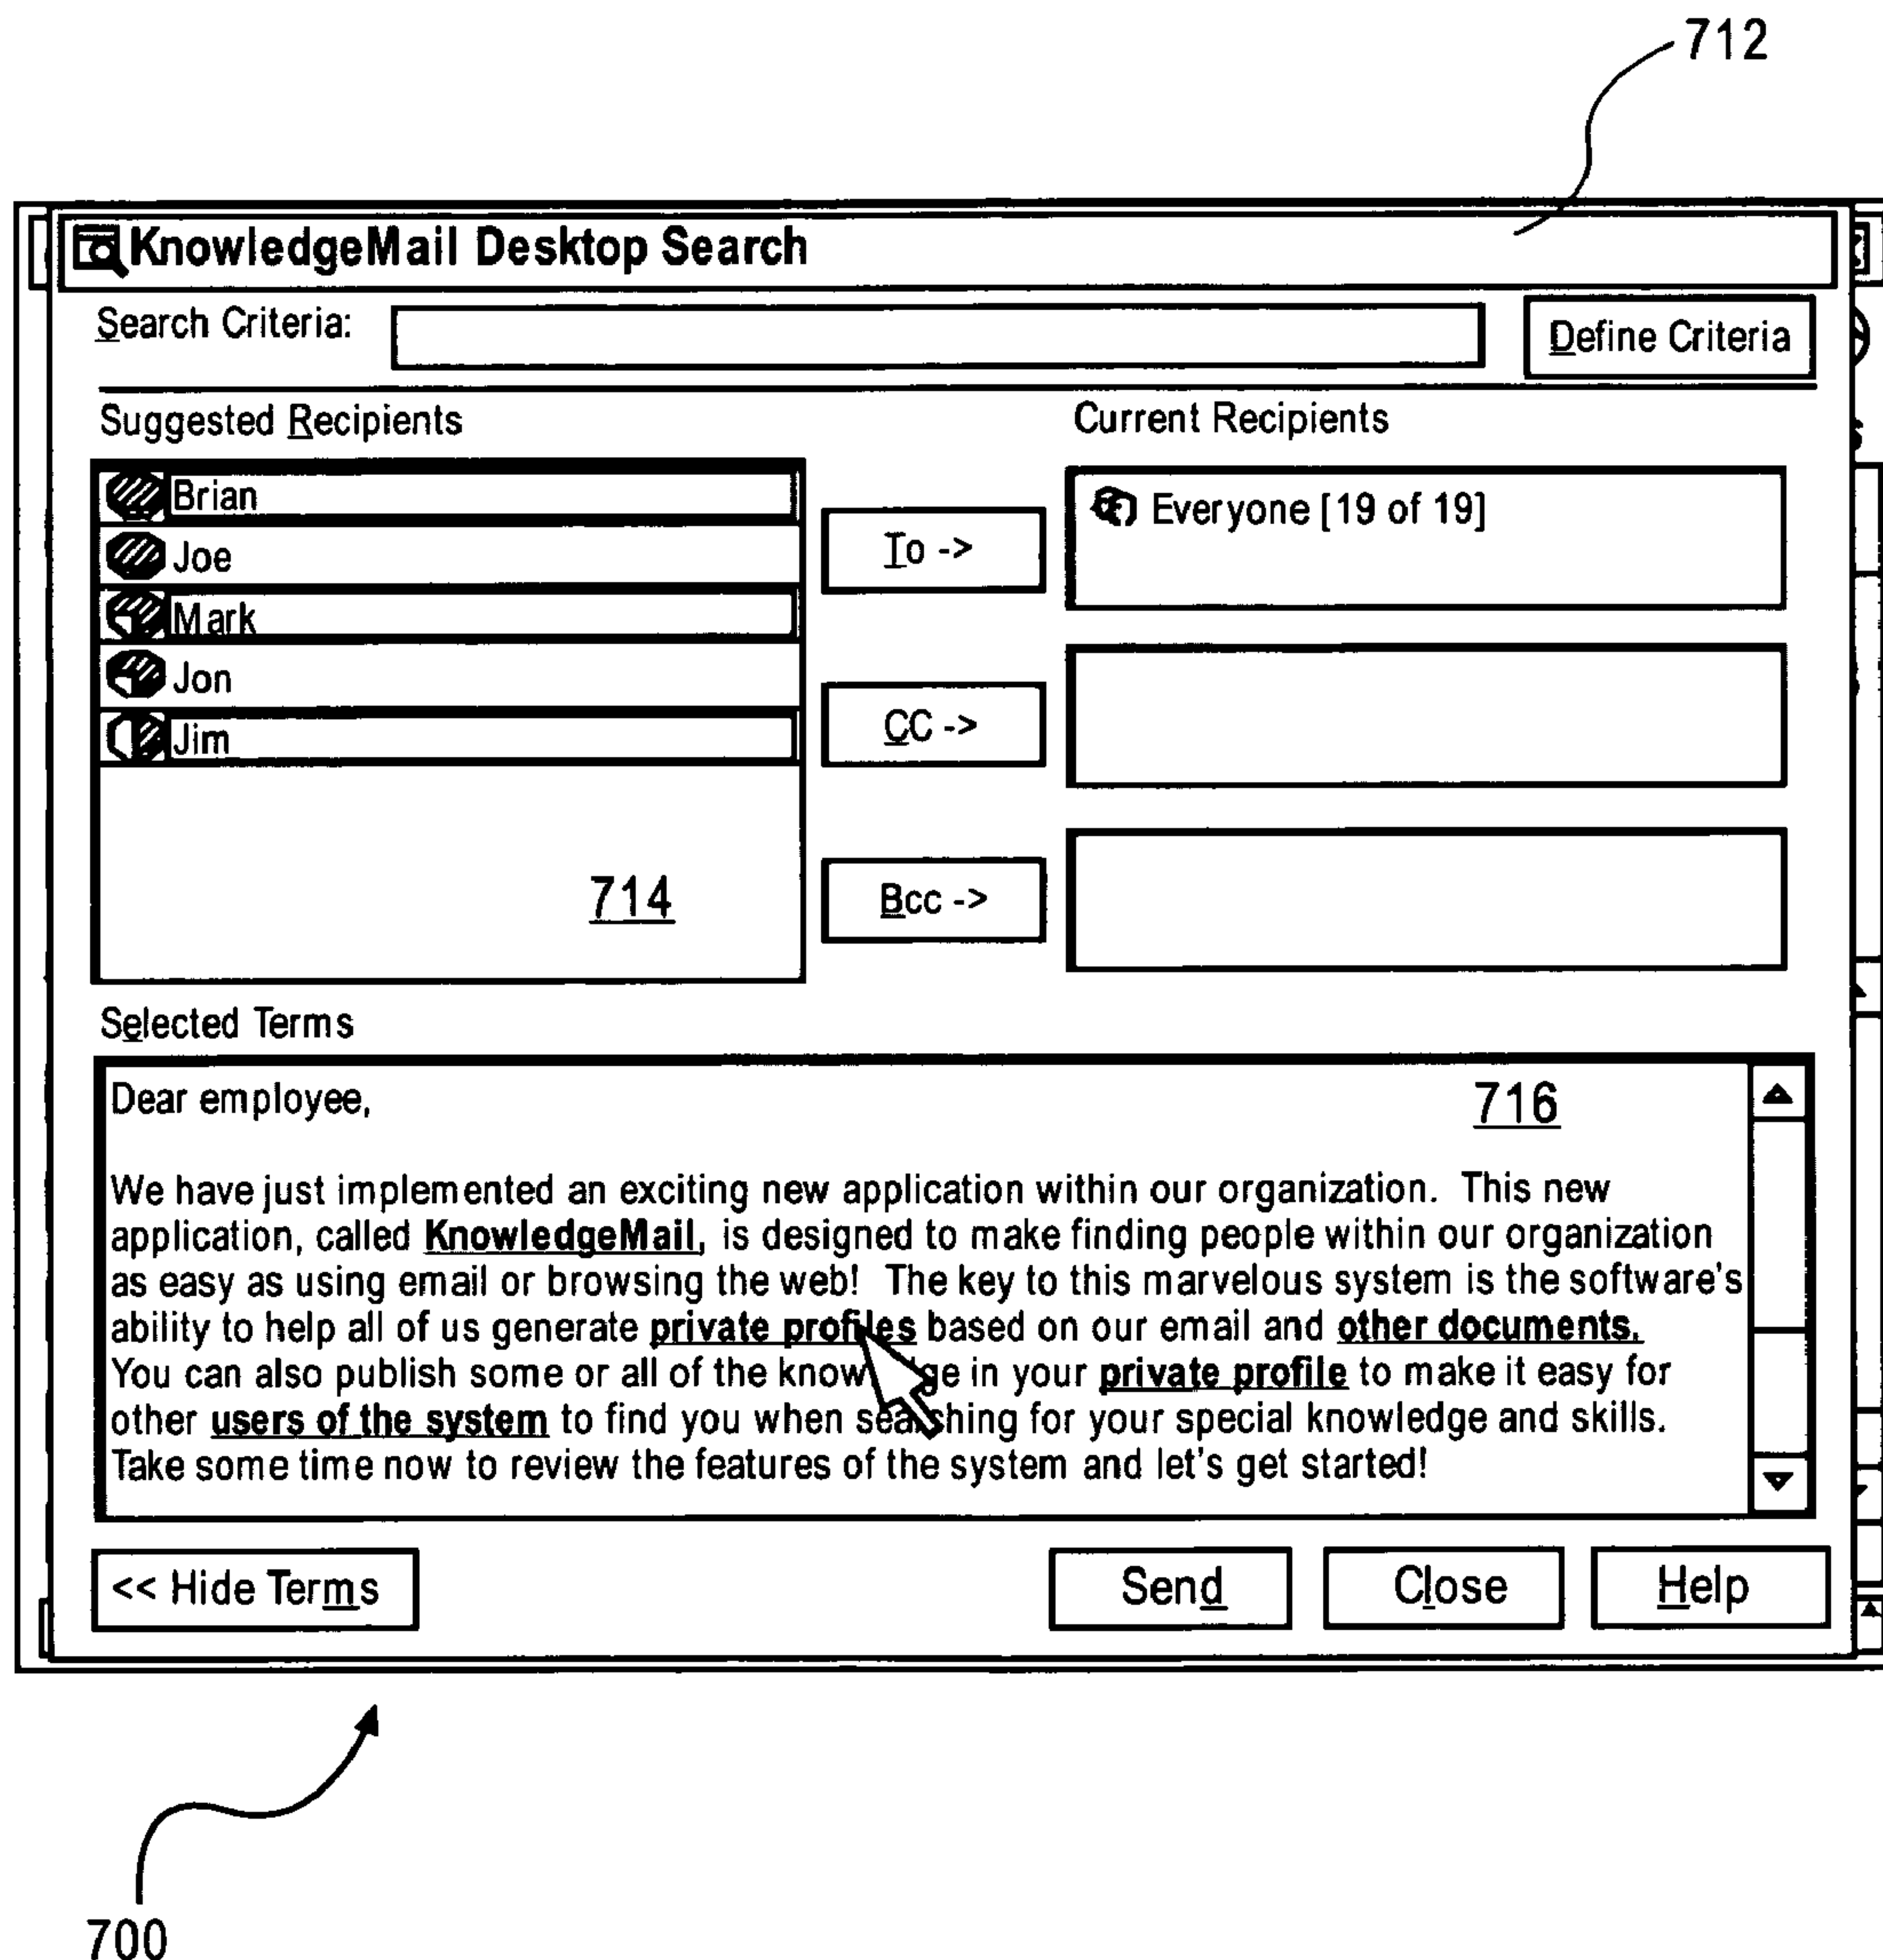 712
KnowledgeMail Desktop Search
Search Criteria:
Define Criteria
Suggested Recipients
Current Recipients
Brian
Joe
Mark
Jon
Jim
714
To ->
CC ->
Bcc ->
Everyone [19 of 19]
Selected Terms
716
Dear employee,
We have just implemented an exciting new application within our organization. This new
application, called KnowledgeMail, is designed to make finding people within our organization
as easy as using email or browsing the web! The key to this marvelous system is the software's
ability to help all of us generate private profiles based on our email and other documents.
You can also publish some or all of the knowledge in your private profile to make it easy for
other users of the system to find you when searching for your special knowledge and skills.
Take some time now to review the features of the system and let's get started!
<< Hide Terms
Send
Close
Help
700